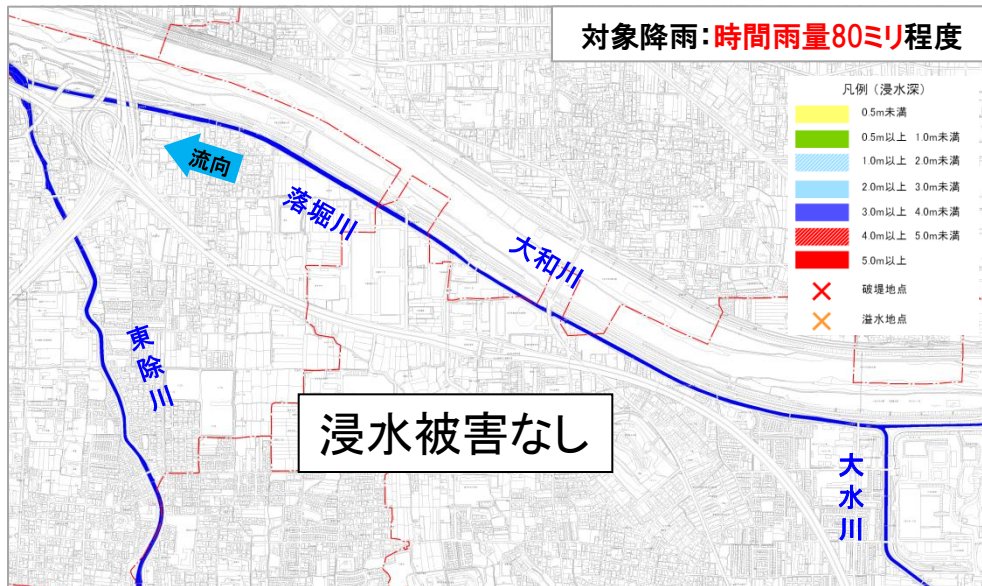 対象降雨：時間雨量80ミリ程度
凡例（浸水深）
0.5m未満
0.5m以上 1.0m未満
1.0m以上 2.0m未満
2.0m以上 3.0m未満
3.0m以上 4.0m未満
4.0m以上 5.0m未満
5.0m以上
破堤地点
溢水地点
流向
落堀川
大和川
東除川
浸水被害なし
大水川